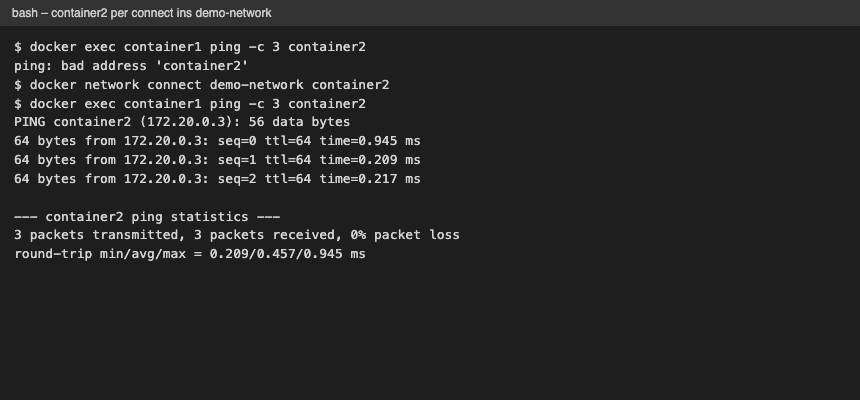 bash – container2 per connect ins demo-network
$ docker exec container1 ping -c 3 container2
ping: bad address 'container2'
$ docker network connect demo-network container2
$ docker exec container1 ping -c 3 container2
PING container2 (172.20.0.3): 56 data bytes
64 bytes from 172.20.0.3: seq=0 ttl=64 time=0.945 ms
64 bytes from 172.20.0.3: seq=1 ttl=64 time=0.209 ms
64 bytes from 172.20.0.3: seq=2 ttl=64 time=0.217 ms
--- container2 ping statistics ---
3 packets transmitted, 3 packets received, 0% packet loss
round-trip min/avg/max = 0.209/0.457/0.945 ms